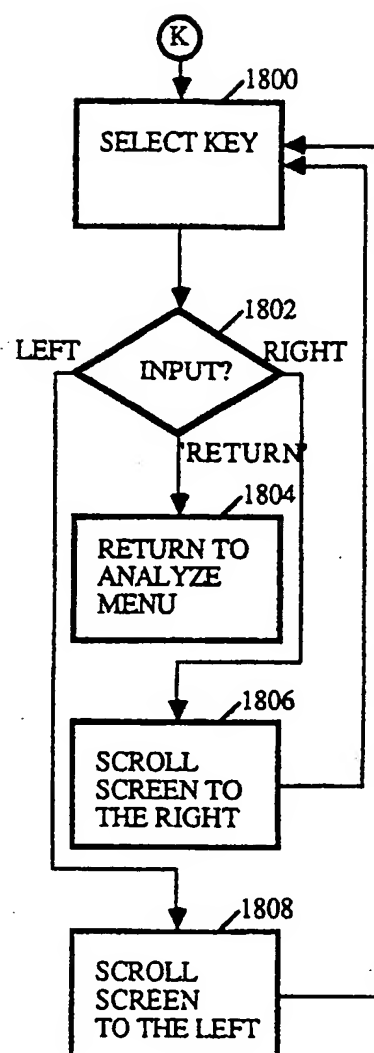 K
1800
SELECT KEY
1802
LEFT
INPUT?
RIGHT
'RETURN'
1804
RETURN TO
ANALYZE
MENU
1806
SCROLL
SCREEN TO
THE RIGHT
1808
SCROLL
SCREEN
TO THE LEFT